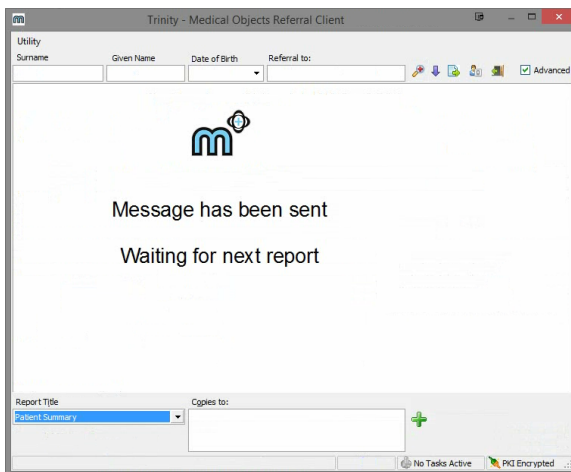 Trinity - Medical Objects Referral Client
Utility
Surname Given Name Date of Birth Referral to:
Advanced
m
Message has been sent
Waiting for next report
Report Title Copies to:
Patient Summary
No Tasks Active PKI Encrypted